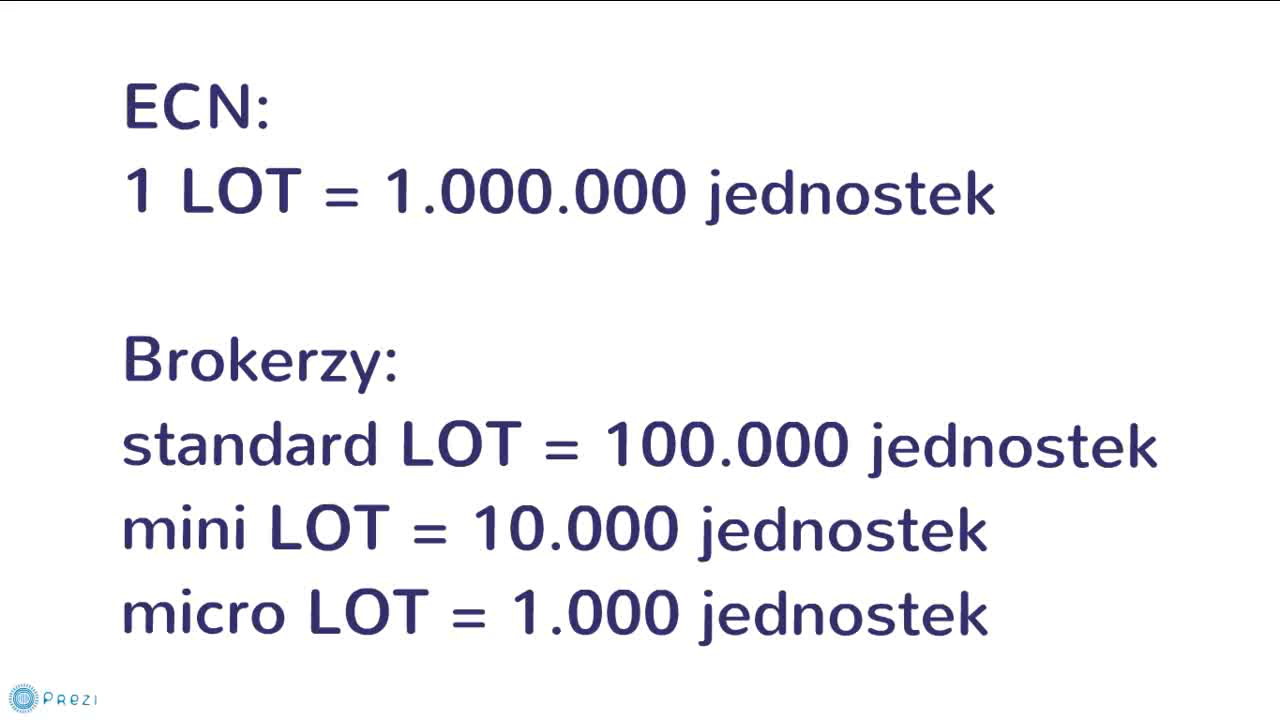 ECN:
1 LOT = 1.000.000 jednostek
Brokerzy:
standard LOT = 100.000 jednostek
mini LOT = 10.000 jednostek
micro LOT = 1.000 jednostek
Prezi